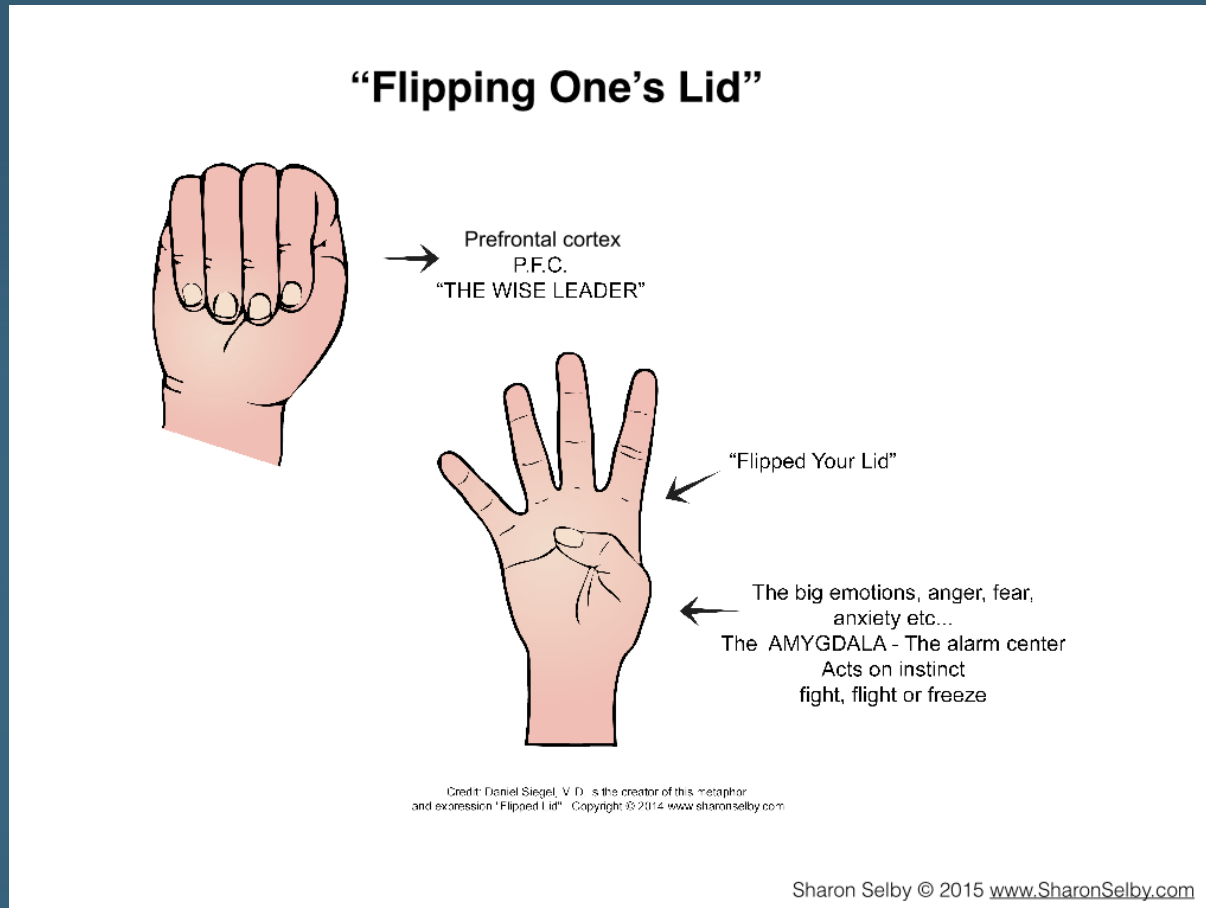 “Flipping One’s Lid”
Prefrontal cortex
P.F.C.
“THE WISE LEADER”
“Flipped Your Lid”
The big emotions, anger, fear,
anxiety etc...
The AMYGDALA - The alarm center
Acts on instinct
fight, flight or freeze
Credit: Daniel Siegel, M.D. is the creator of this metaphor
and expression "Flipped Lid". Copyright © 2014 www.sharonselby.com
Sharon Selby © 2015 www.SharonSelby.com